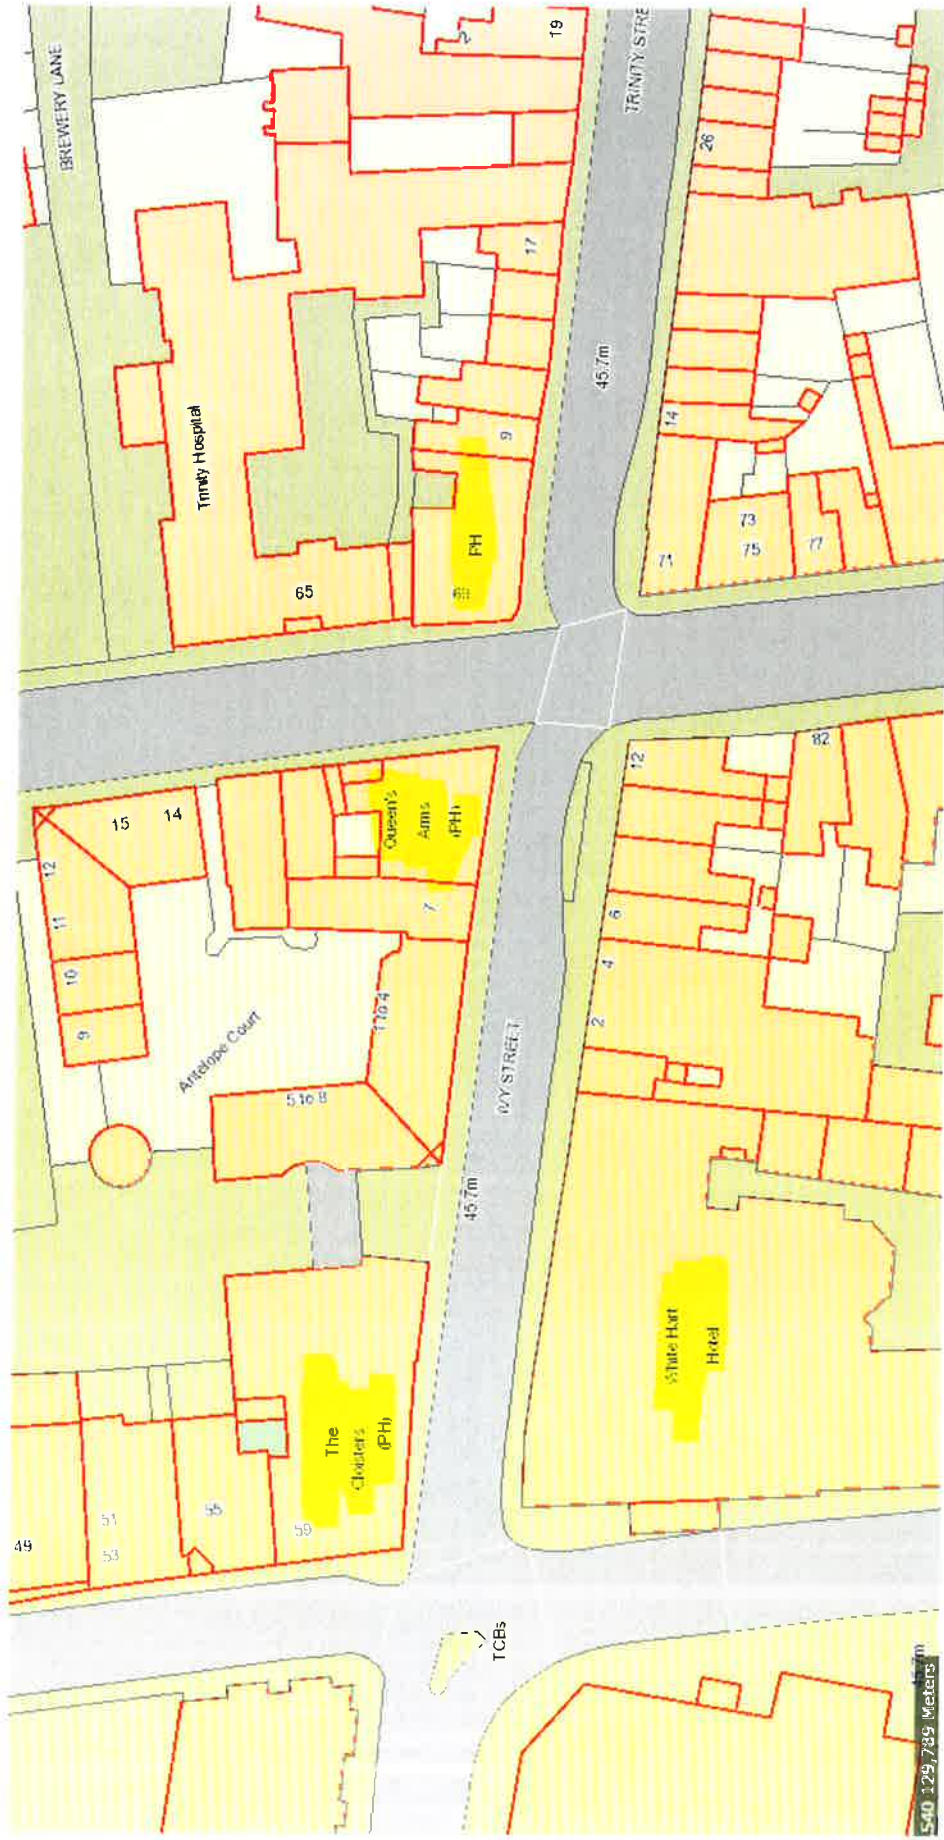 BREWERY LANE
19
TRINITY STRE
26
17
Trinity Hospital
45.7m
14
9
PH
73
75
77
71
65
69
12
82
15
14
12
11
10
9
Queen's
Arms
(PH)
7
6
4
2
1 to 4
Antelope Court
5 to 8
IVY STREET
45.7m
White Hart
Hotel
The
Cloisters
(PH)
59
55
51
53
49
TCBs
540 129,789 Meters